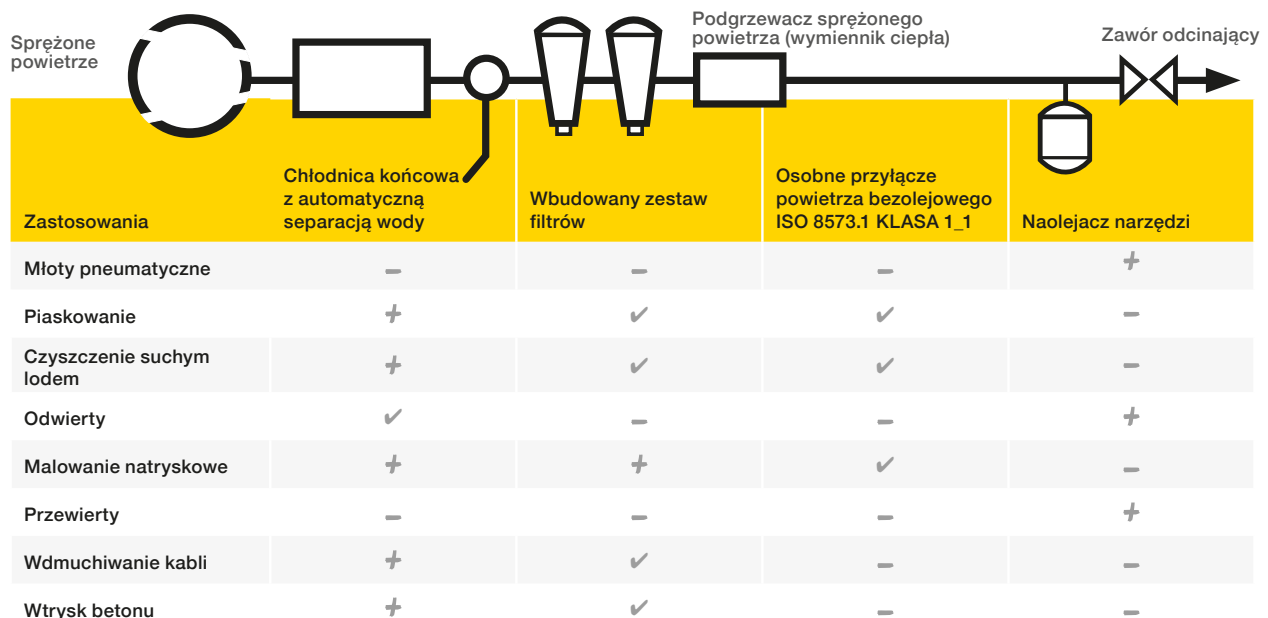 Sprężone
powietrze
Podgrzewacz sprężonego
powietrza (wymiennik ciepła)
Zawór odcinający
Zastosowania
Chłodnica końcowa
z automatyczną
separacją wody
Wbudowany zestaw
filtrów
Osobne przyłącze
powietrza bezolejowego
ISO 8573.1 KLASA 1_1
Naolejacz narzędzi
Młoty pneumatyczne – – – +
Piaskowanie + ✓ ✓ –
Czyszczenie suchym
lodem + ✓ ✓ –
Odwierty ✓ – – +
Malowanie natryskowe + + ✓ –
Przewierty – – – +
Wdmuchiwanie kabli + ✓ – –
Wtrysk betonu + ✓ – –